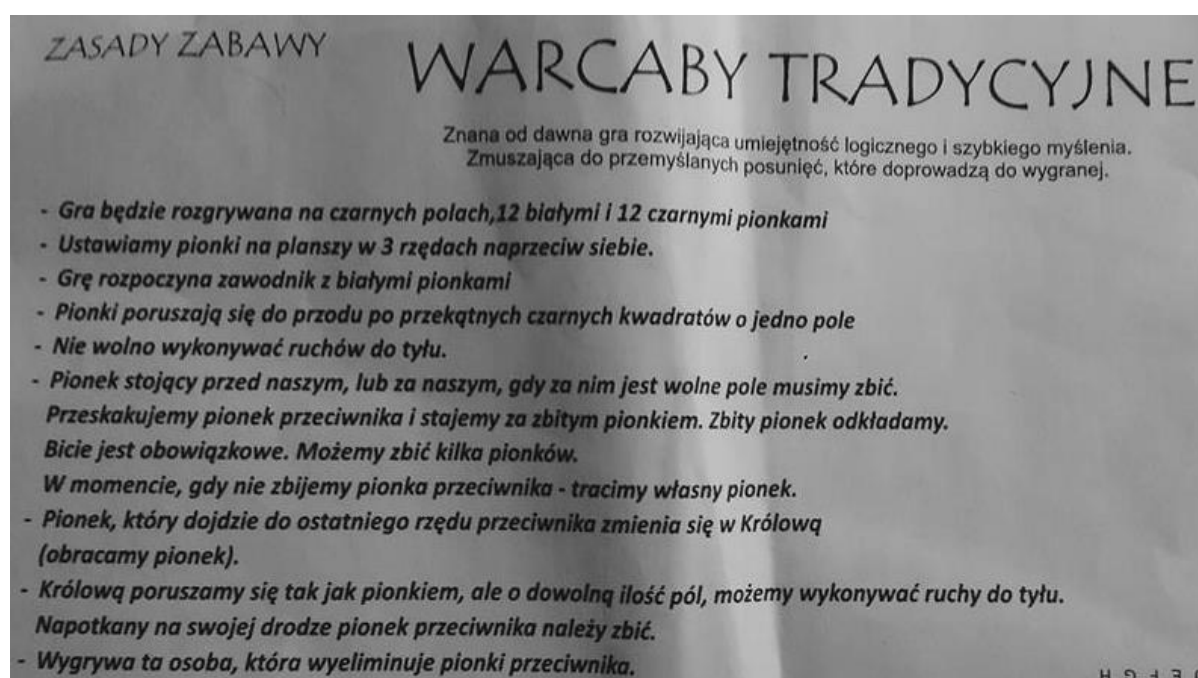 ZASADY ZABAWY
WARCABY TRADYCYJNE
Znana od dawna gra rozwijająca umiejętność logicznego i szybkiego myślenia.
Zmuszająca do przemyślanych posunięć, które doprowadzą do wygranej.
- Gra będzie rozgrywana na czarnych polach,12 białymi i 12 czarnymi pionkami
- Ustawiamy pionki na planszy w 3 rzędach naprzeciw siebie.
- Grę rozpoczyna zawodnik z białymi pionkami
- Pionki poruszają się do przodu po przekątnych czarnych kwadratów o jedno pole
- Nie wolno wykonywać ruchów do tyłu.
- Pionek stojący przed naszym, lub za naszym, gdy za nim jest wolne pole musimy zbić.
Przeskakujemy pionek przeciwnika i stajemy za zbitym pionkiem. Zbity pionek odkładamy.
Bicie jest obowiązkowe. Możemy zbić kilka pionków.
W momencie, gdy nie zbijemy pionka przeciwnika - tracimy własny pionek.
- Pionek, który dojdzie do ostatniego rzędu przeciwnika zmienia się w Królową
(obracamy pionek).
- Królową poruszamy się tak jak pionkiem, ale o dowolną ilość pól, możemy wykonywać ruchy do tyłu.
Napotkany na swojej drodze pionek przeciwnika należy zbić.
- Wygrywa ta osoba, która wyeliminuje pionki przeciwnika.